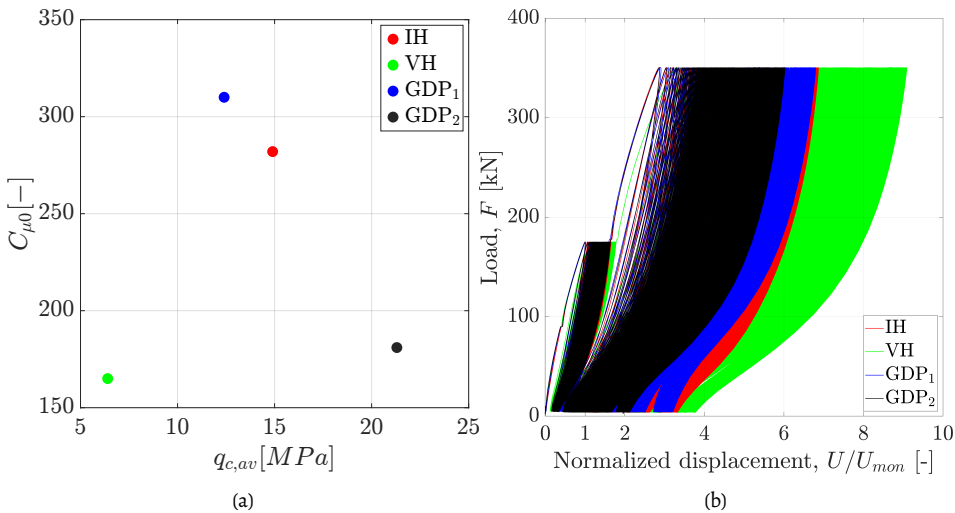 350
300
250
200
150
5
10
15
20
25
C_{μ0}[−]
q_{c,av}[MPa]
IH
VH
GDP₁
GDP₂
(a)
400
300
200
100
0
0
1
2
4
6
8
10
Load, F [kN]
Normalized displacement, U/U_{mon} [-]
IH
VH
GDP₁
GDP₂
(b)